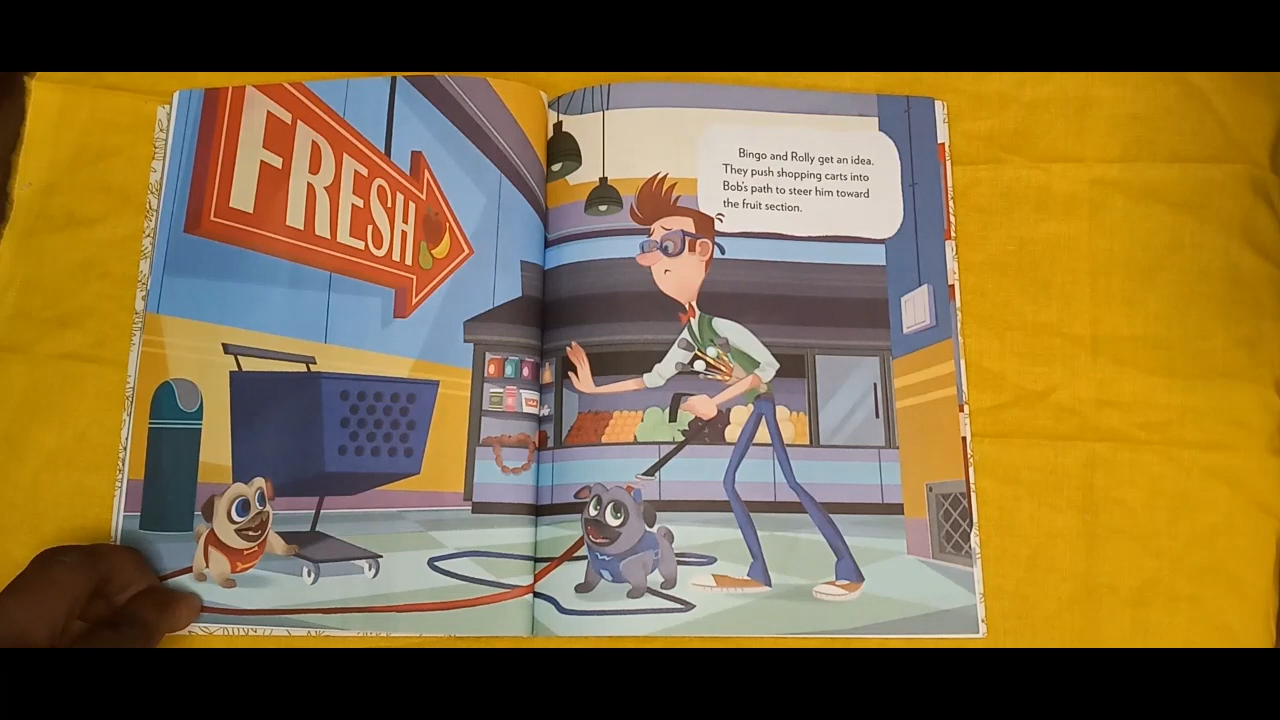 FRESH
Bingo and Rolly get an idea.
They push shopping carts into
Bob's path to steer him toward
the fruit section.